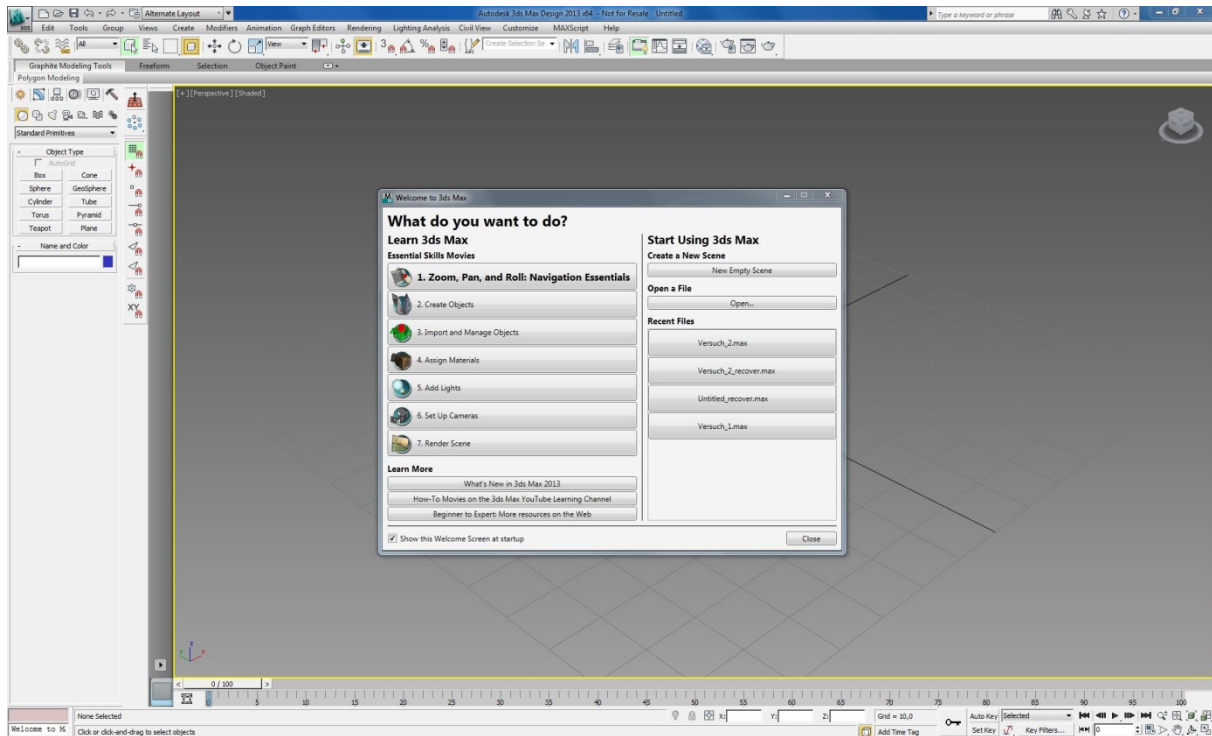 Alternate Layout
Autodesk 3ds Max Design 2013 x64 - Not for Resale Untitled
Type a keyword or phrase
Edit Tools Group Views Create Modifiers Animation Graph Editors Rendering Lighting Analysis Civil View Customize MAXScript Help
All
View
Create Selection Se
Graphite Modeling Tools Freeform Selection Object Paint
Polygon Modeling
[+][Perspective][Shaded]
Standard Primitives
- Object Type
AutoGrid
Box Cone
Sphere GeoSphere
Cylinder Tube
Torus Pyramid
Teapot Plane
- Name and Color
XY
Welcome to 3ds Max
What do you want to do?
Learn 3ds Max
Essential Skills Movies
1. Zoom, Pan, and Roll: Navigation Essentials
2. Create Objects
3. Import and Manage Objects
4. Assign Materials
5. Add Lights
6. Set Up Cameras
7. Render Scene
Learn More
What's New in 3ds Max 2013
How-To Movies on the 3ds Max YouTube Learning Channel
Beginner to Expert: More resources on the Web
Show this Welcome Screen at startup
Start Using 3ds Max
Create a New Scene
New Empty Scene
Open a File
Open...
Recent Files
Versuch_2.max
Versuch_2_recover.max
Untitled_recover.max
Versuch_1.max
Close
z
x
< 0 / 100 >
0 5 10 15 20 25 30 35 40 45 50 55 60 65 70 75 80 85 90 95 100
None Selected
X: Y: Z:
Grid = 10,0
Auto Key Selected
Welcome to M
Click or click-and-drag to select objects
Add Time Tag
Set Key Key Filters... 0